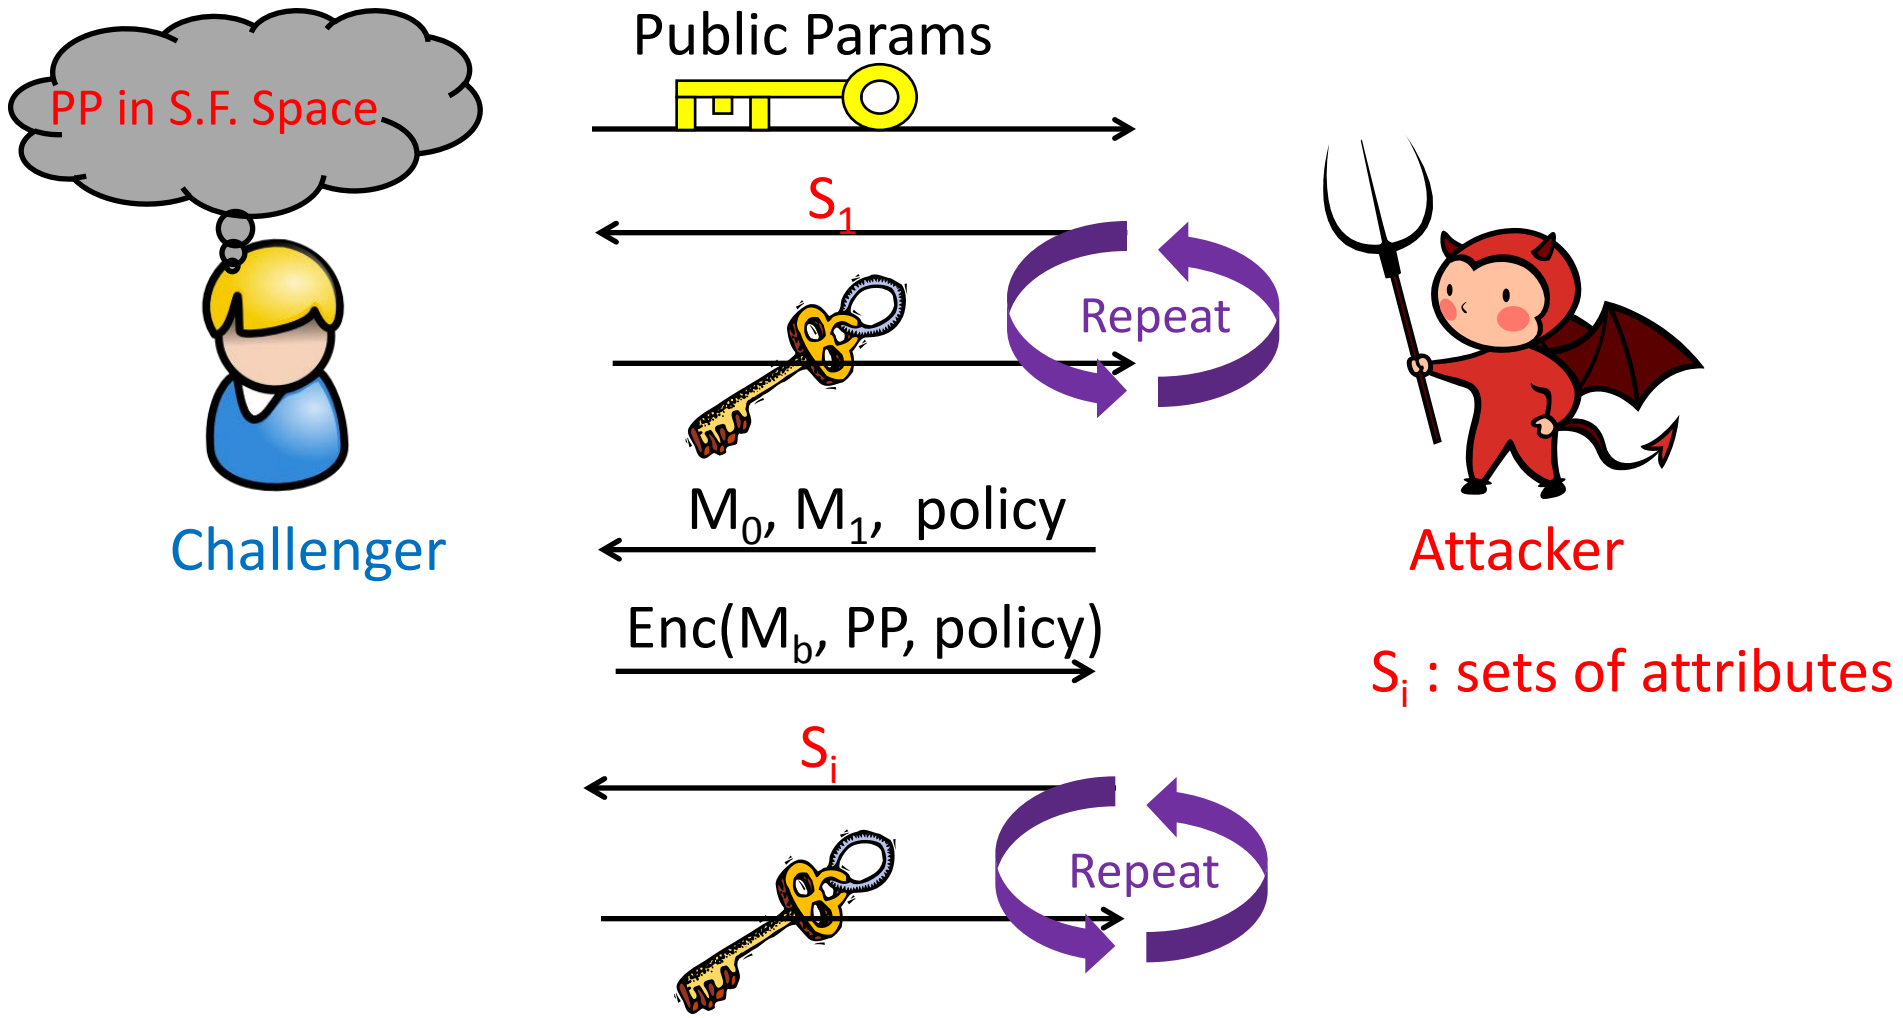 Public Params
PP in S.F. Space
S₁
Repeat
M₀, M₁, policy
Challenger
Attacker
Enc(M_b, PP, policy)
Sᵢ : sets of attributes
Sᵢ
Repeat